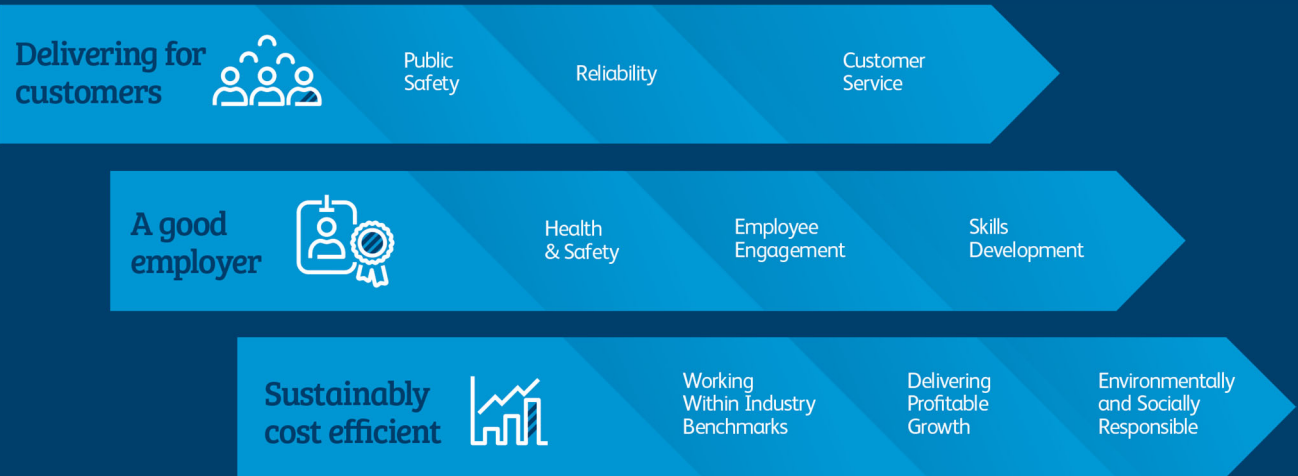 Delivering for
customers
Public
Safety
Reliability
Customer
Service
A good
employer
Health
& Safety
Employee
Engagement
Skills
Development
Sustainably
cost efficient
Working
Within Industry
Benchmarks
Delivering
Profitable
Growth
Environmentally
and Socially
Responsible